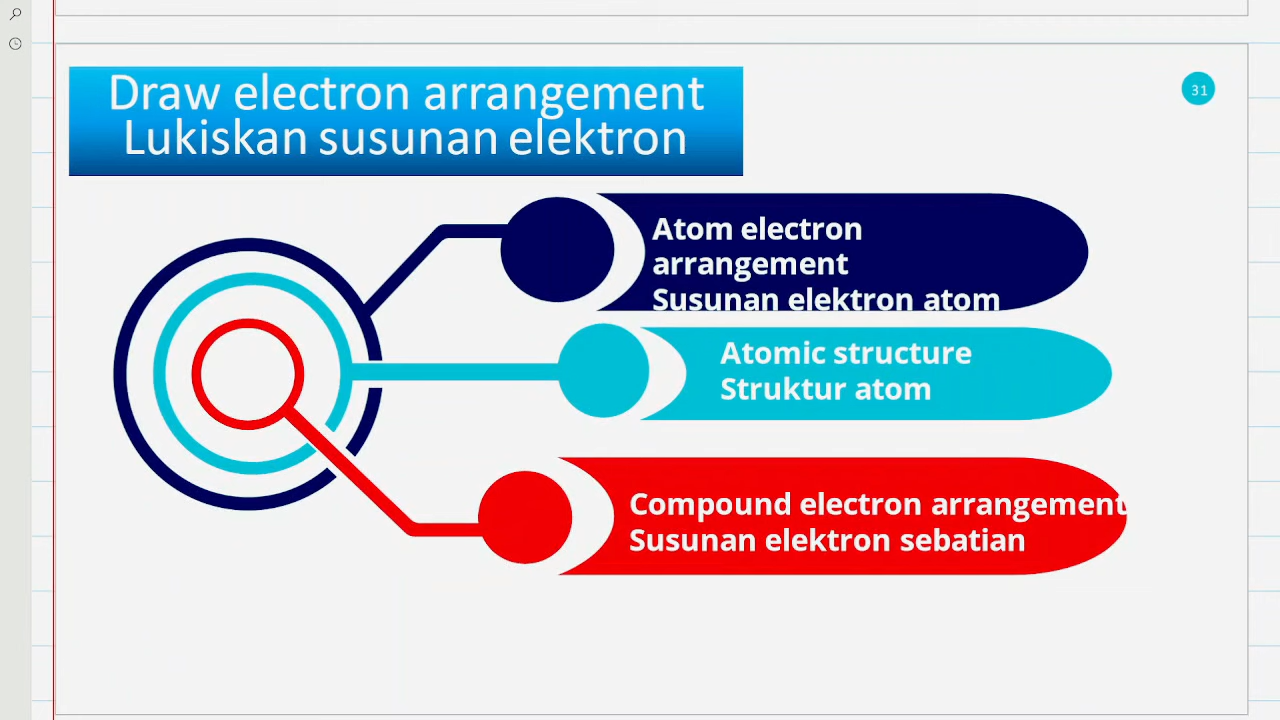 Draw electron arrangement
Lukiskan susunan elektron
31
Atom electron
arrangement
Susunan elektron atom
Atomic structure
Struktur atom
Compound electron arrangement
Susunan elektron sebatian